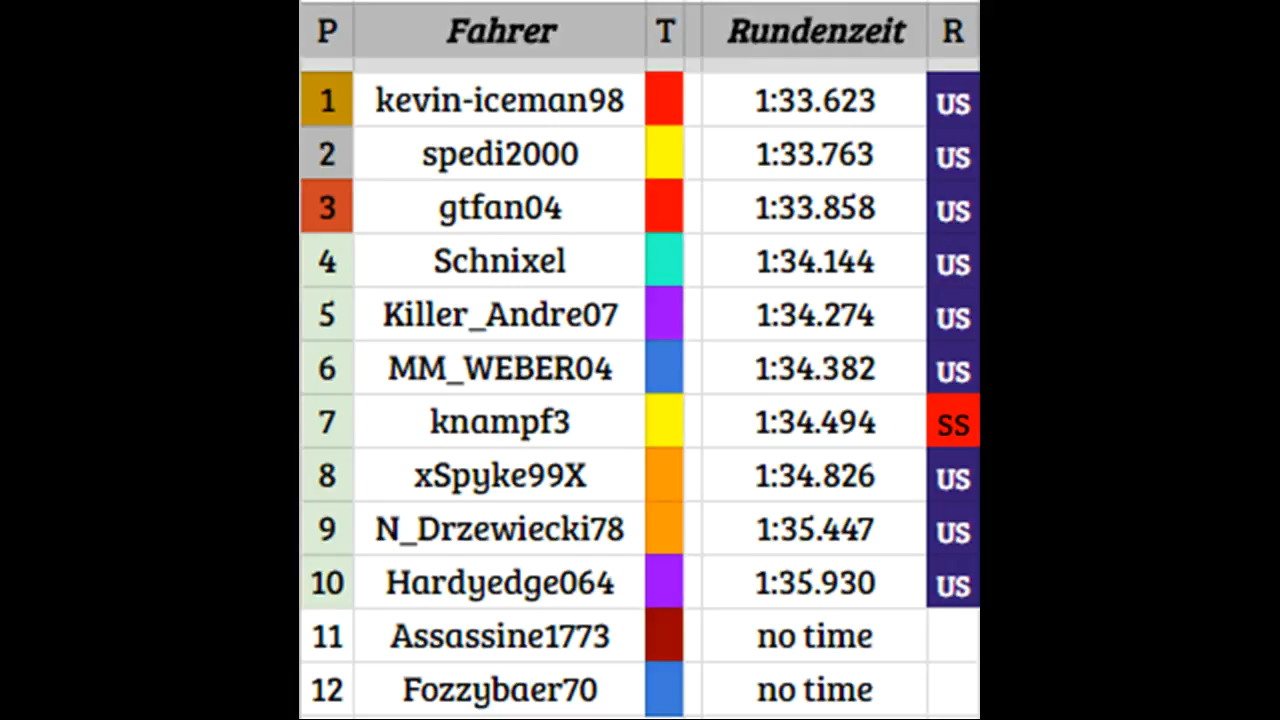 P Fahrer T Rundenzeit R
1 kevin-iceman98 1:33.623 US
2 spedi2000 1:33.763 US
3 gtfan04 1:33.858 US
4 Schnixel 1:34.144 US
5 Killer_Andre07 1:34.274 US
6 MM_WEBER04 1:34.382 US
7 knampf3 1:34.494 SS
8 xSpyke99X 1:34.826 US
9 N_Drzewiecki78 1:35.447 US
10 Hardyedge064 1:35.930 US
11 Assassine1773 no time
12 Fozzybaer70 no time